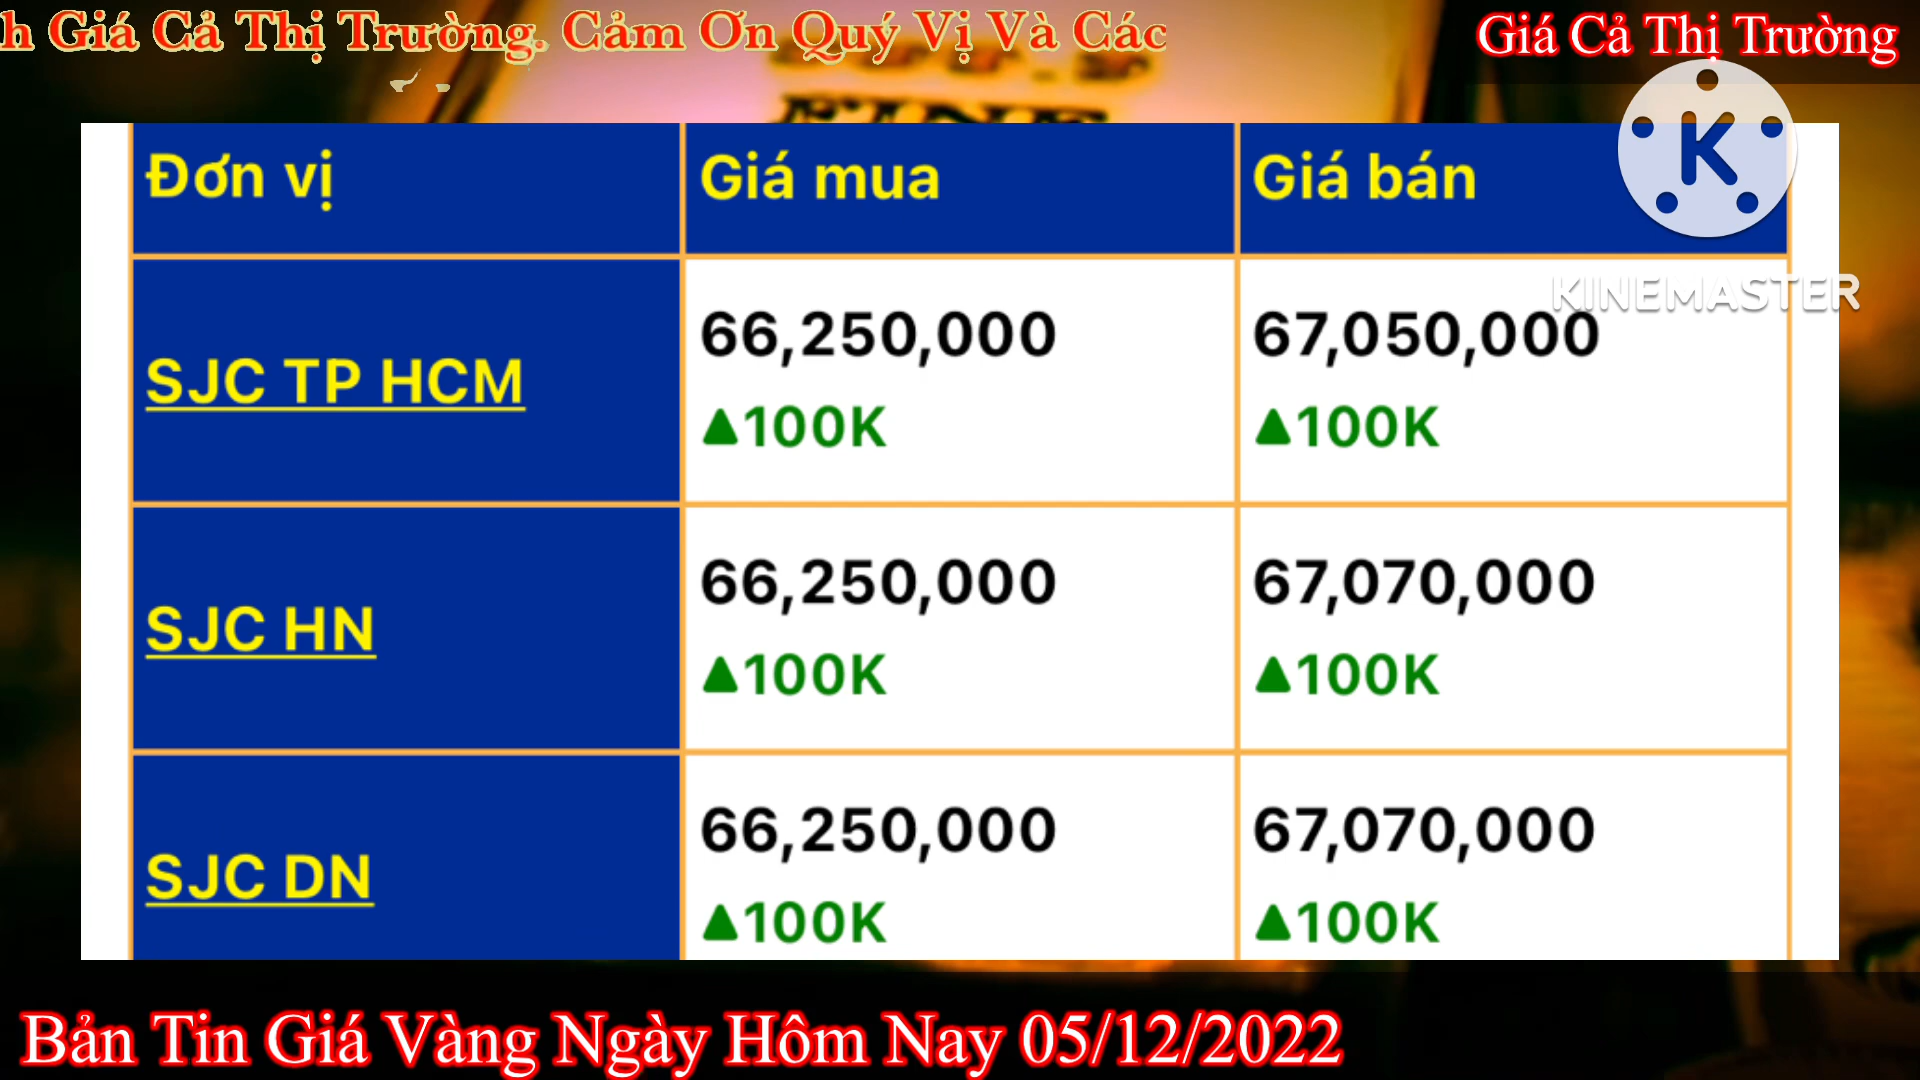 h Giá Cả Thị Trường. Cảm Ơn Quý Vị Và Các
Giá Cả Thị Trường
Đơn vị
Giá mua
Giá bán
KINEMASTER
SJC TP HCM
66,250,000
▲100K
67,050,000
▲100K
SJC HN
66,250,000
▲100K
67,070,000
▲100K
SJC DN
66,250,000
▲100K
67,070,000
▲100K
Bản Tin Giá Vàng Ngày Hôm Nay 05/12/2022